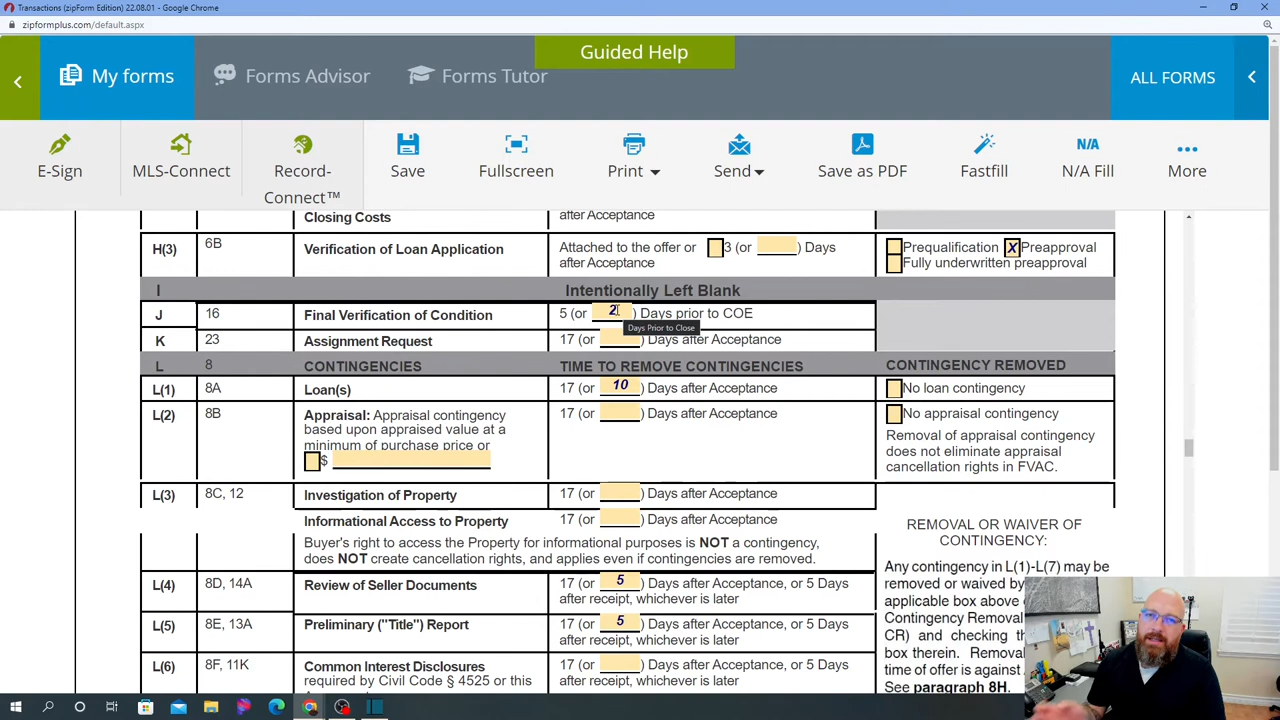 Transactions (zipForm Edition) 22.08.01 - Google Chrome
zipformplus.com/default.aspx
Guided Help
My forms
Forms Advisor
Forms Tutor
ALL FORMS
E-Sign
MLS-Connect
Record-
Connect™
Save
Fullscreen
Print
Send
Save as PDF
Fastfill
N/A
N/A Fill
More
Closing Costs
after Acceptance
H(3) 6B Verification of Loan Application Attached to the offer or 3 (or ) Days
after Acceptance
Prequalification X Preapproval
Fully underwritten preapproval
I Intentionally Left Blank
J 16 Final Verification of Condition 5 (or 2 ) Days prior to COE
Days Prior to Close
K 23 Assignment Request 17 (or ) Days after Acceptance
L 8 CONTINGENCIES TIME TO REMOVE CONTINGENCIES CONTINGENCY REMOVED
L(1) 8A Loan(s) 17 (or 10 ) Days after Acceptance No loan contingency
L(2) 8B Appraisal: Appraisal contingency
based upon appraised value at a
minimum of purchase price or
$
17 (or ) Days after Acceptance
No appraisal contingency
Removal of appraisal contingency
does not eliminate appraisal
cancellation rights in FVAC.
L(3) 8C, 12 Investigation of Property 17 (or ) Days after Acceptance
Informational Access to Property 17 (or ) Days after Acceptance
Buyer's right to access the Property for informational purposes is NOT a contingency,
does NOT create cancellation rights, and applies even if contingencies are removed.
REMOVAL OR WAIVER OF
CONTINGENCY:
Any contingency in L(1)-L(7) may be
removed or waived by
applicable box above
Contingency Removal
CR) and checking
box therein. Removal
time of offer is against
See paragraph 8H.
L(4) 8D, 14A Review of Seller Documents 17 (or 5 ) Days after Acceptance, or 5 Days
after receipt, whichever is later
L(5) 8E, 13A Preliminary ("Title") Report 17 (or 5 ) Days after Acceptance, or 5 Days
after receipt, whichever is later
L(6) 8F, 11K Common Interest Disclosures
required by Civil Code § 4525 or this
17 (or ) Days after Acceptance, or 5 Days
after receipt, whichever is later